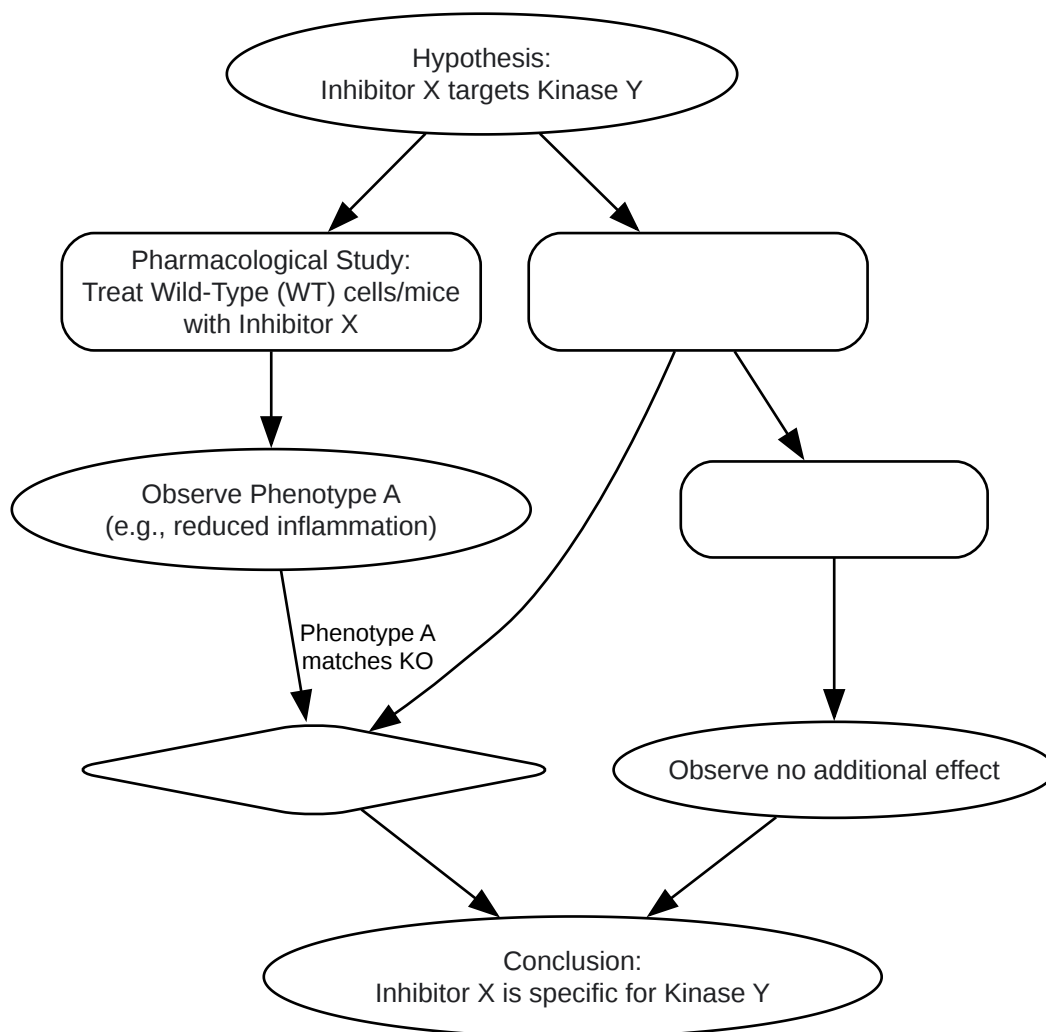 Hypothesis:
Inhibitor X targets Kinase Y
Pharmacological Study:
Treat Wild-Type (WT) cells/mice
with Inhibitor X
Observe Phenotype A
(e.g., reduced inflammation)
Phenotype A
matches KO
Observe no additional effect
Conclusion:
Inhibitor X is specific for Kinase Y